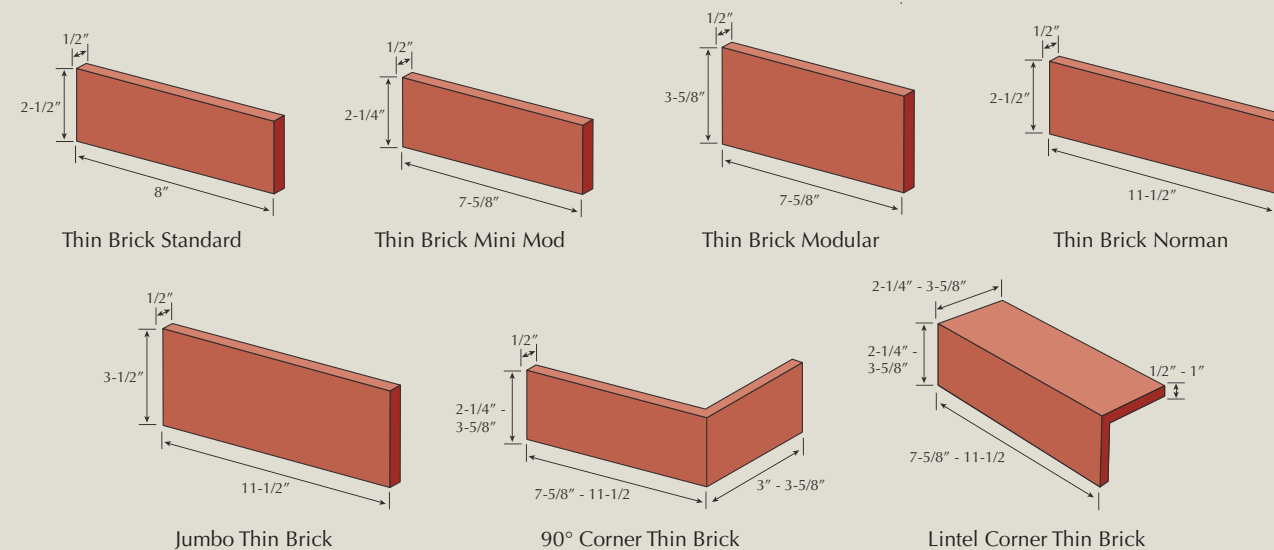 1/2″
2-1/2″
8″
Thin Brick Standard
1/2″
2-1/4″
7-5/8″
Thin Brick Mini Mod
1/2″
3-5/8″
7-5/8″
Thin Brick Modular
1/2″
2-1/2″
11-1/2″
Thin Brick Norman
1/2″
3-1/2″
11-1/2″
Jumbo Thin Brick
1/2″
2-1/4″ -
3-5/8″
7-5/8″ - 11-1/2
3″ - 3-5/8″
90° Corner Thin Brick
2-1/4″ - 3-5/8″
2-1/4″ -
3-5/8″
1/2″ - 1″
7-5/8″ - 11-1/2
Lintel Corner Thin Brick